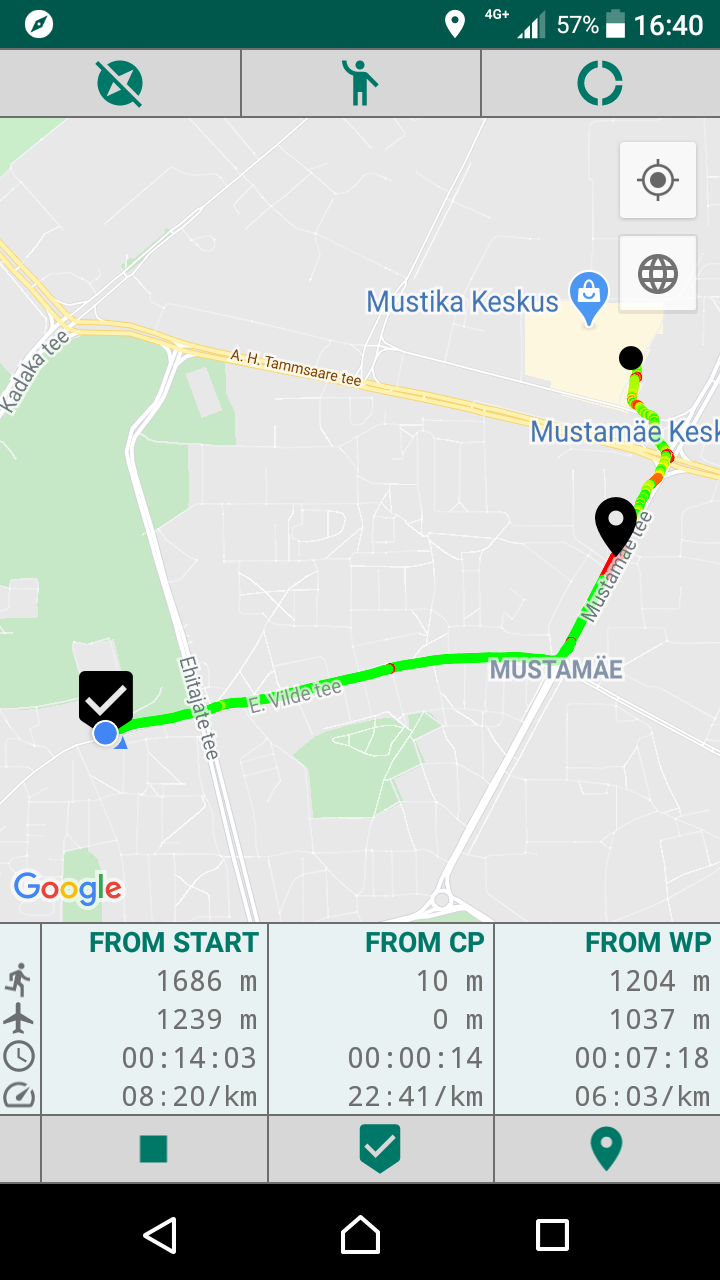 4G+ 57% 16:40
Mustika Keskus
Kadaka tee
A. H. Tammsaare tee
Mustamäe Kesk
Mustamäe tee
MUSTAMÄE
Ehitajate tee
E. Vilde tee
Google
FROM START FROM CP FROM WP
1686 m 10 m 1204 m
1239 m 0 m 1037 m
00:14:03 00:00:14 00:07:18
08:20/km 22:41/km 06:03/km